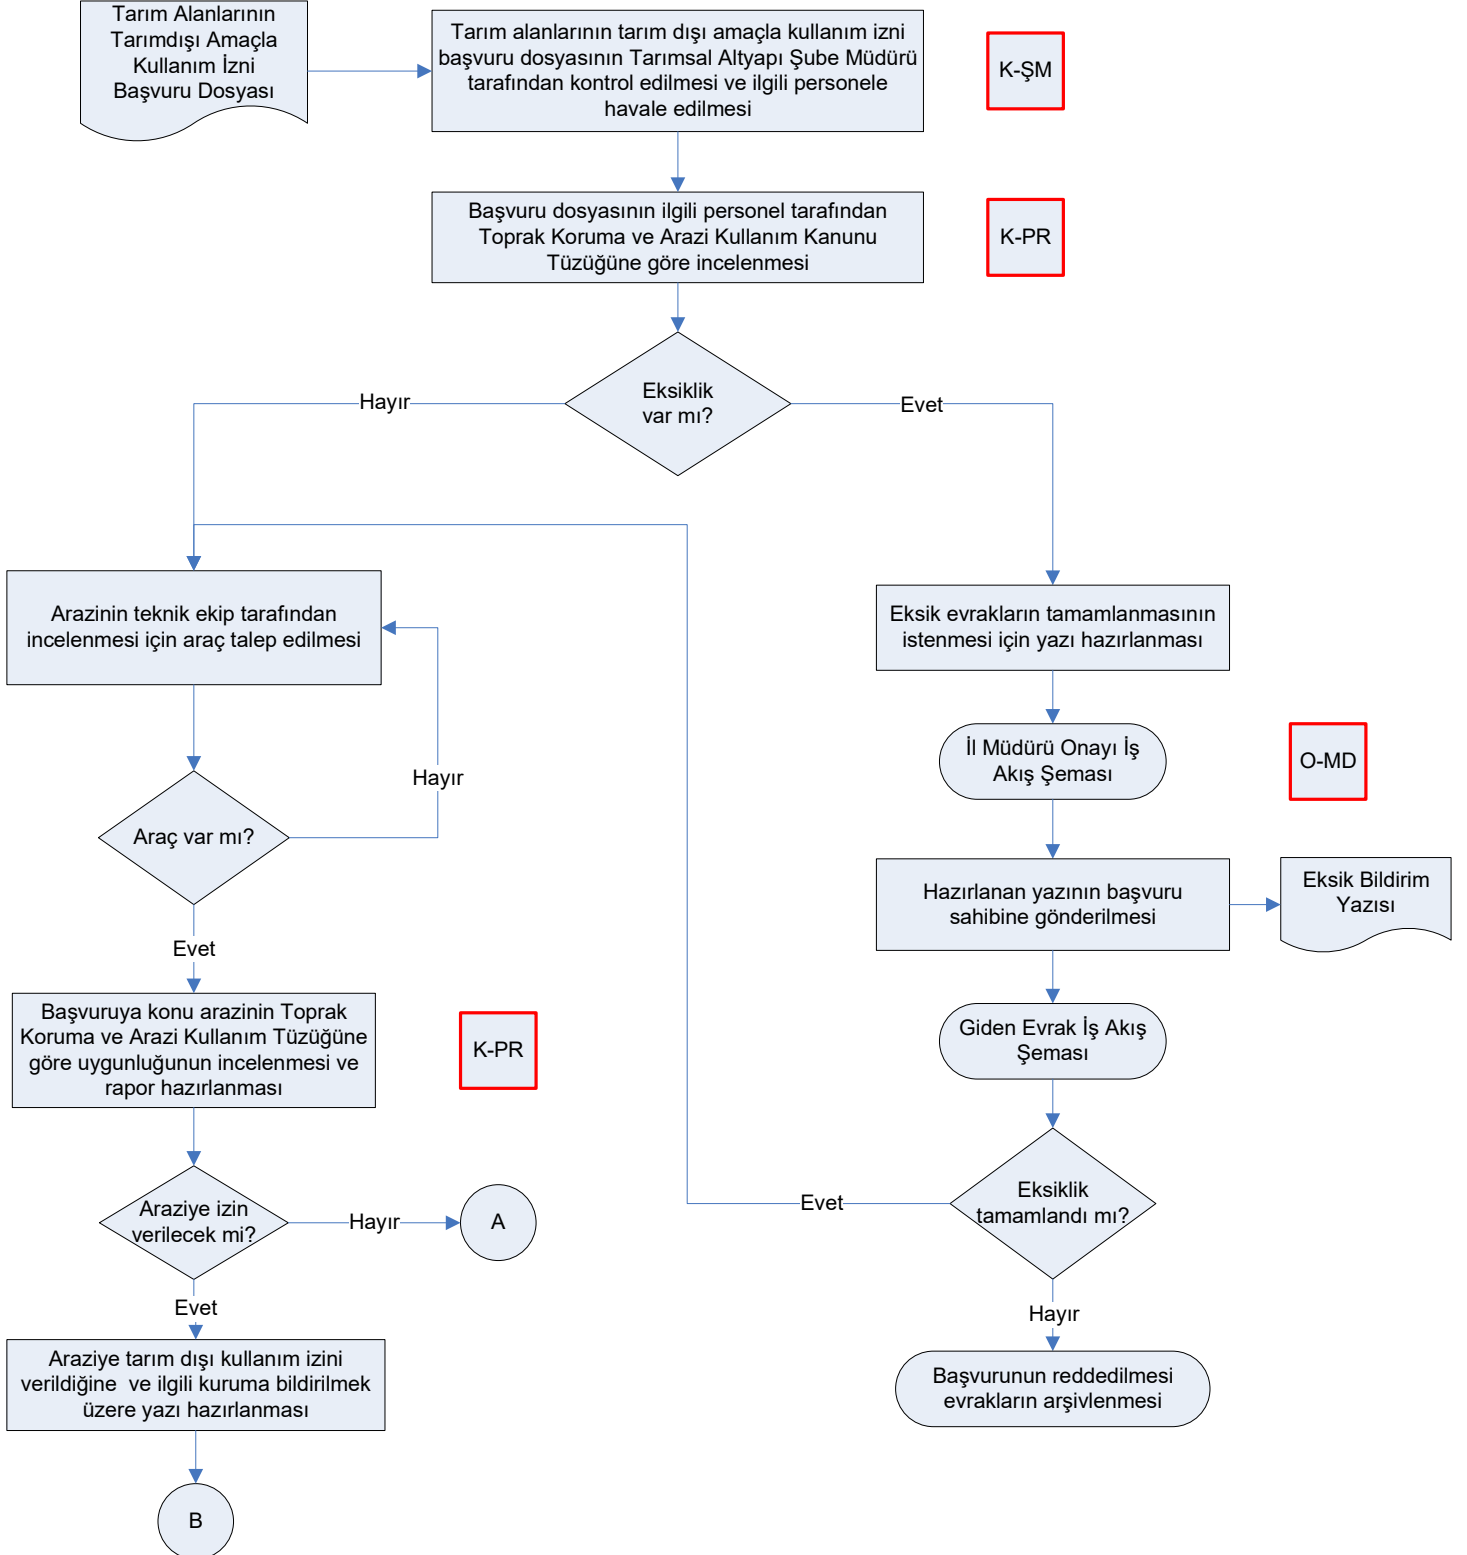 Tarım Alanlarının
Tarımdışı Amaçla
Kullanım İzni
Başvuru Dosyası
Tarım alanlarının tarım dışı amaçla kullanım izni
başvuru dosyasının Tarımsal Altyapı Şube Müdürü
tarafından kontrol edilmesi ve ilgili personele
havale edilmesi
K-ŞM
Başvuru dosyasının ilgili personel tarafından
Toprak Koruma ve Arazi Kullanım Kanunu
Tüzüğüne göre incelenmesi
K-PR
Eksiklik
var mı?
Hayır
Evet
Arazinin teknik ekip tarafından
incelenmesi için araç talep edilmesi
Eksik evrakların tamamlanmasının
istenmesi için yazı hazırlanması
İl Müdürü Onayı İş
Akış Şeması
O-MD
Hayır
Araç var mı?
Hazırlanan yazının başvuru
sahibine gönderilmesi
Eksik Bildirim
Yazısı
Evet
Başvuruya konu arazinin Toprak
Koruma ve Arazi Kullanım Tüzüğüne
göre uygunluğunun incelenmesi ve
rapor hazırlanması
K-PR
Giden Evrak İş Akış
Şeması
Araziye izin
verilecek mi?
Hayır
A
Evet
Eksiklik
tamamlandı mı?
Evet
Hayır
Araziye tarım dışı kullanım izini
verildiğine  ve ilgili kuruma bildirilmek
üzere yazı hazırlanması
Başvurunun reddedilmesi
evrakların arşivlenmesi
B